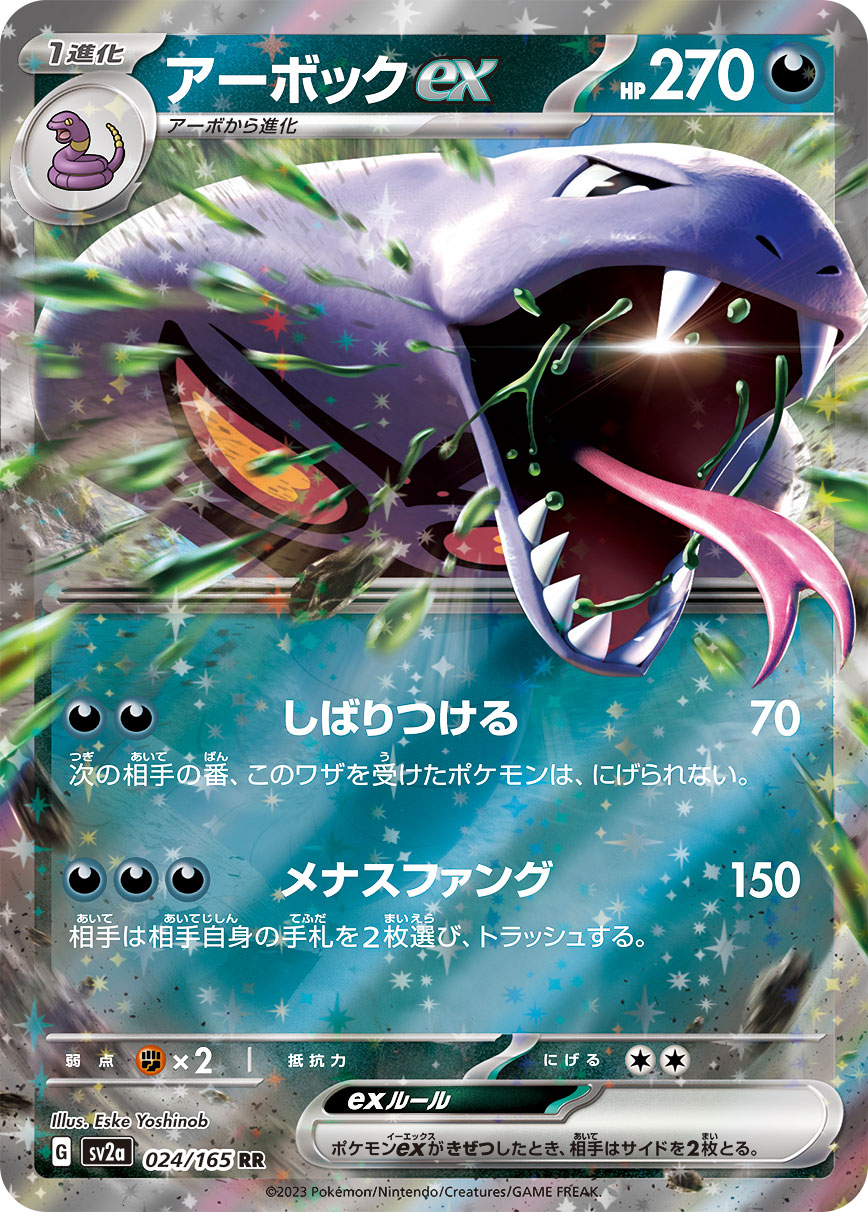 1進化
アーボックex
HP 270
アーボから進化
しばりつける 70
次の相手の番、このワザを受けたポケモンは、にげられない。
メナスファング 150
相手は相手自身の手札を2枚選び、トラッシュする。
弱点 ×2 抵抗力 にげる
exルール
ポケモンexがきぜつしたとき、相手はサイドを2枚とる。
Illus. Eske Yoshinob
G sv2a 024/165 RR
©2023 Pokémon/Nintendo/Creatures/GAME FREAK.